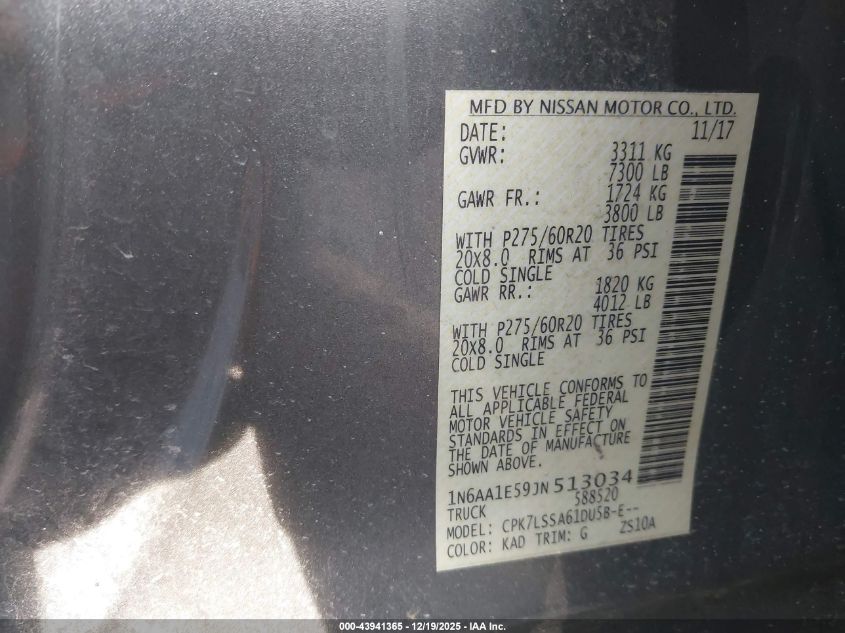 MFD BY NISSAN MOTOR CO., LTD.
DATE: 11/17
GVWR: 3311 KG
7300 LB
GAWR FR.: 1724 KG
3800 LB
WITH P275/60R20 TIRES
20X8.0 RIMS AT 36 PSI
COLD SINGLE
GAWR RR.: 1820 KG
4012 LB
WITH P275/60R20 TIRES
20X8.0 RIMS AT 36 PSI
COLD SINGLE
THIS VEHICLE CONFORMS TO
ALL APPLICABLE FEDERAL
MOTOR VEHICLE SAFETY
STANDARDS IN EFFECT ON
THE DATE OF MANUFACTURE
SHOWN ABOVE.
1N6AA1E59JN513034
TRUCK 588520
MODEL: CPK7LSSA61DU5B-E--
COLOR: KAD TRIM: G ZS10A
000-43941365 - 12/19/2025 - IAA Inc.